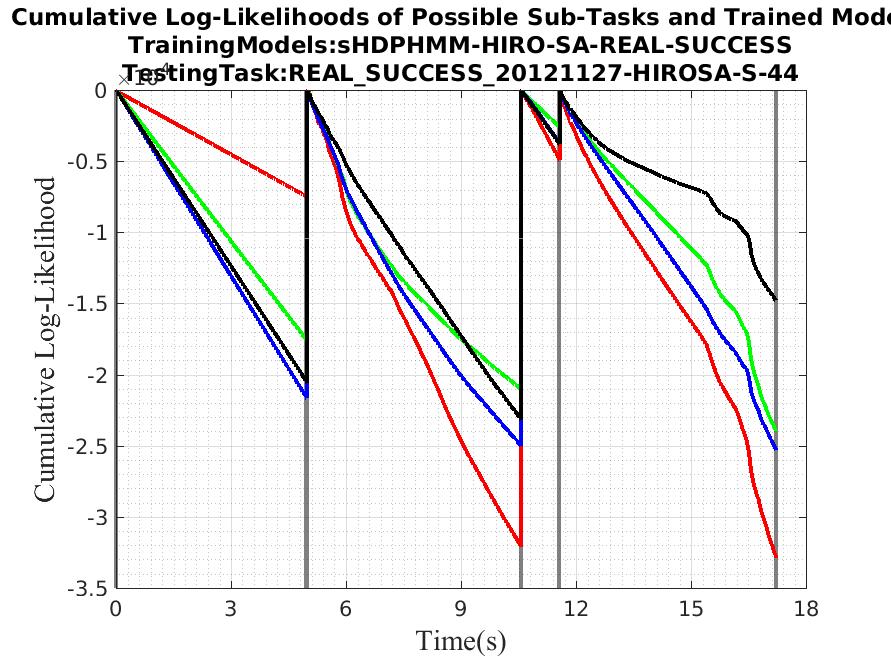 Cumulative Log-Likelihoods of Possible Sub-Tasks and Trained Mode
TrainingModels:sHDPHMM-HIRO-SA-REAL-SUCCESS
TestingTask:REAL_SUCCESS_20121127-HIROSA-S-44
×10⁴
0
-0.5
-1
-1.5
-2
-2.5
-3
-3.5
Cumulative Log-Likelihood
0 3 6 9 12 15 18
Time(s)